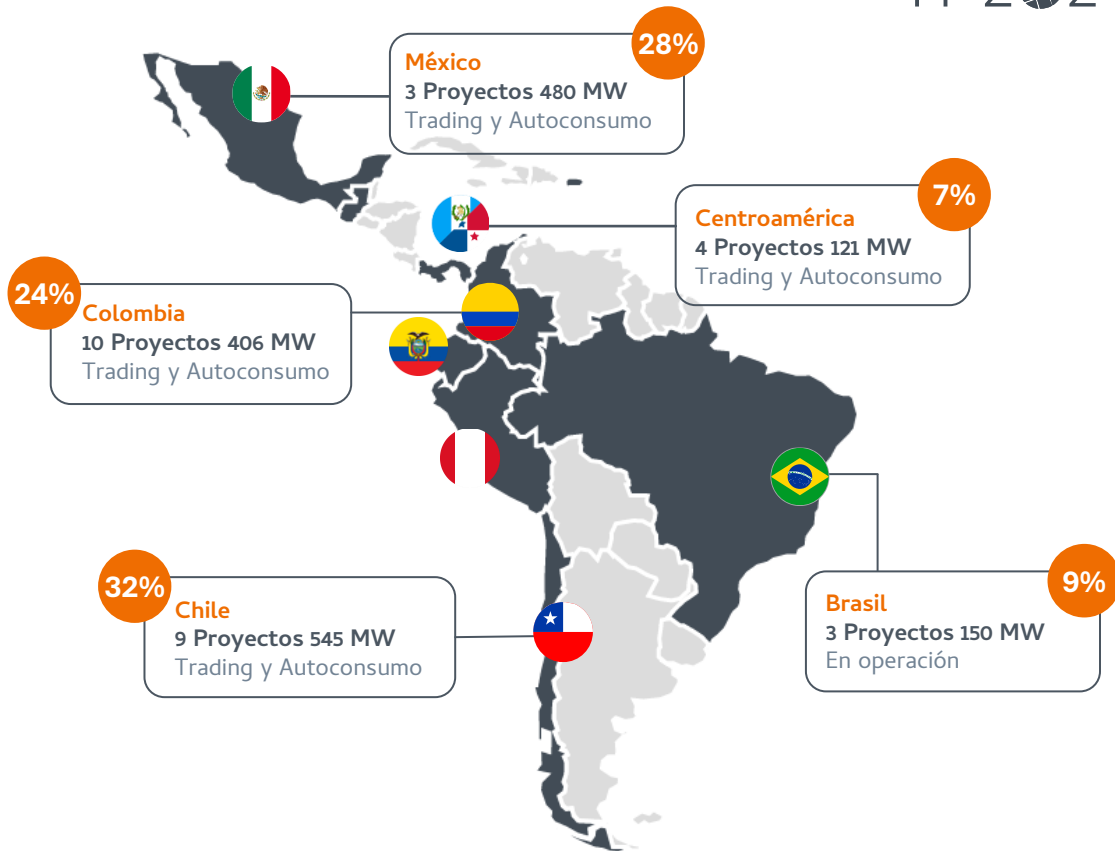 28%
México
3 Proyectos 480 MW
Trading y Autoconsumo
7%
Centroamérica
4 Proyectos 121 MW
Trading y Autoconsumo
24%
Colombia
10 Proyectos 406 MW
Trading y Autoconsumo
32%
Chile
9 Proyectos 545 MW
Trading y Autoconsumo
9%
Brasil
3 Proyectos 150 MW
En operación